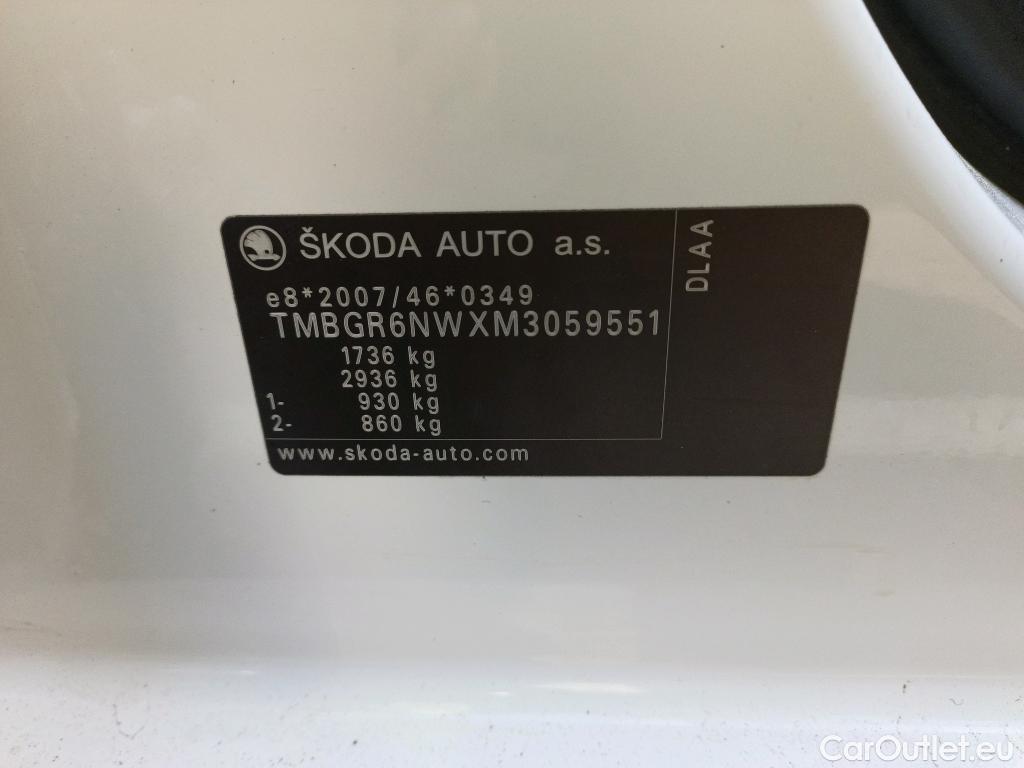 ŠKODA AUTO a.s.
e8*2007/46*0349
TMBGR6NWXM3059551
1736 kg
2936 kg
1- 930 kg
2- 860 kg
www.skoda-auto.com
DLAA
CarOutlet.eu